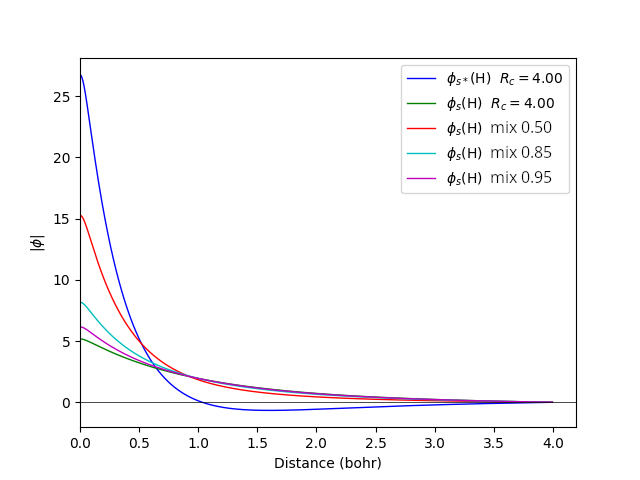 ϕs*(H) Rc = 4.00
ϕs(H) Rc = 4.00
ϕs(H) mix 0.50
ϕs(H) mix 0.85
ϕs(H) mix 0.95
25
20
15
10
5
0
|ϕ|
0.0 0.5 1.0 1.5 2.0 2.5 3.0 3.5 4.0
Distance (bohr)